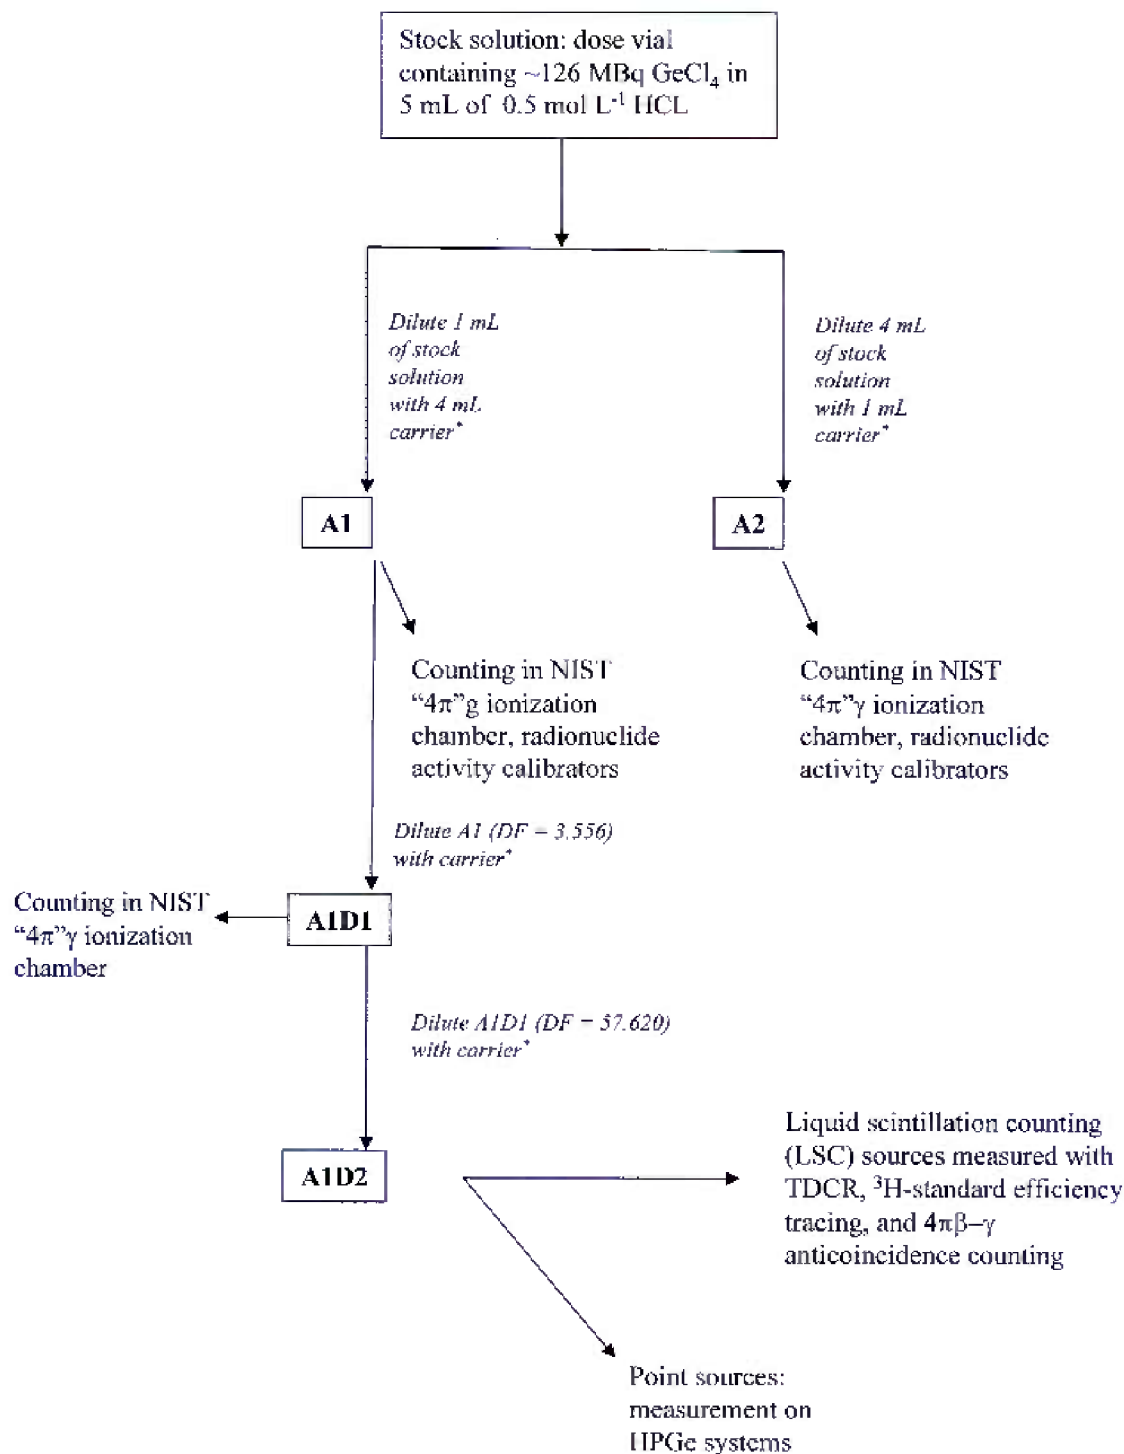 Stock solution: dose vial
containing ~126 MBq GeCl₄ in
5 mL of 0.5 mol L⁻¹ HCL
Dilute 1 mL
of stock
solution
with 4 mL
carrier*
Dilute 4 mL
of stock
solution
with 1 mL
carrier*
A1
A2
Counting in NIST
“4π”g ionization
chamber, radionuclide
activity calibrators
Counting in NIST
“4π”γ ionization
chamber, radionuclide
activity calibrators
Dilute A1 (DF = 3.556)
with carrier*
Counting in NIST
“4π”γ ionization
chamber
A1D1
Dilute A1D1 (DF = 57.620)
with carrier*
A1D2
Liquid scintillation counting
(LSC) sources measured with
TDCR, ³H-standard efficiency
tracing, and 4πβ–γ
anticoincidence counting
Point sources:
measurement on
HPGe systems